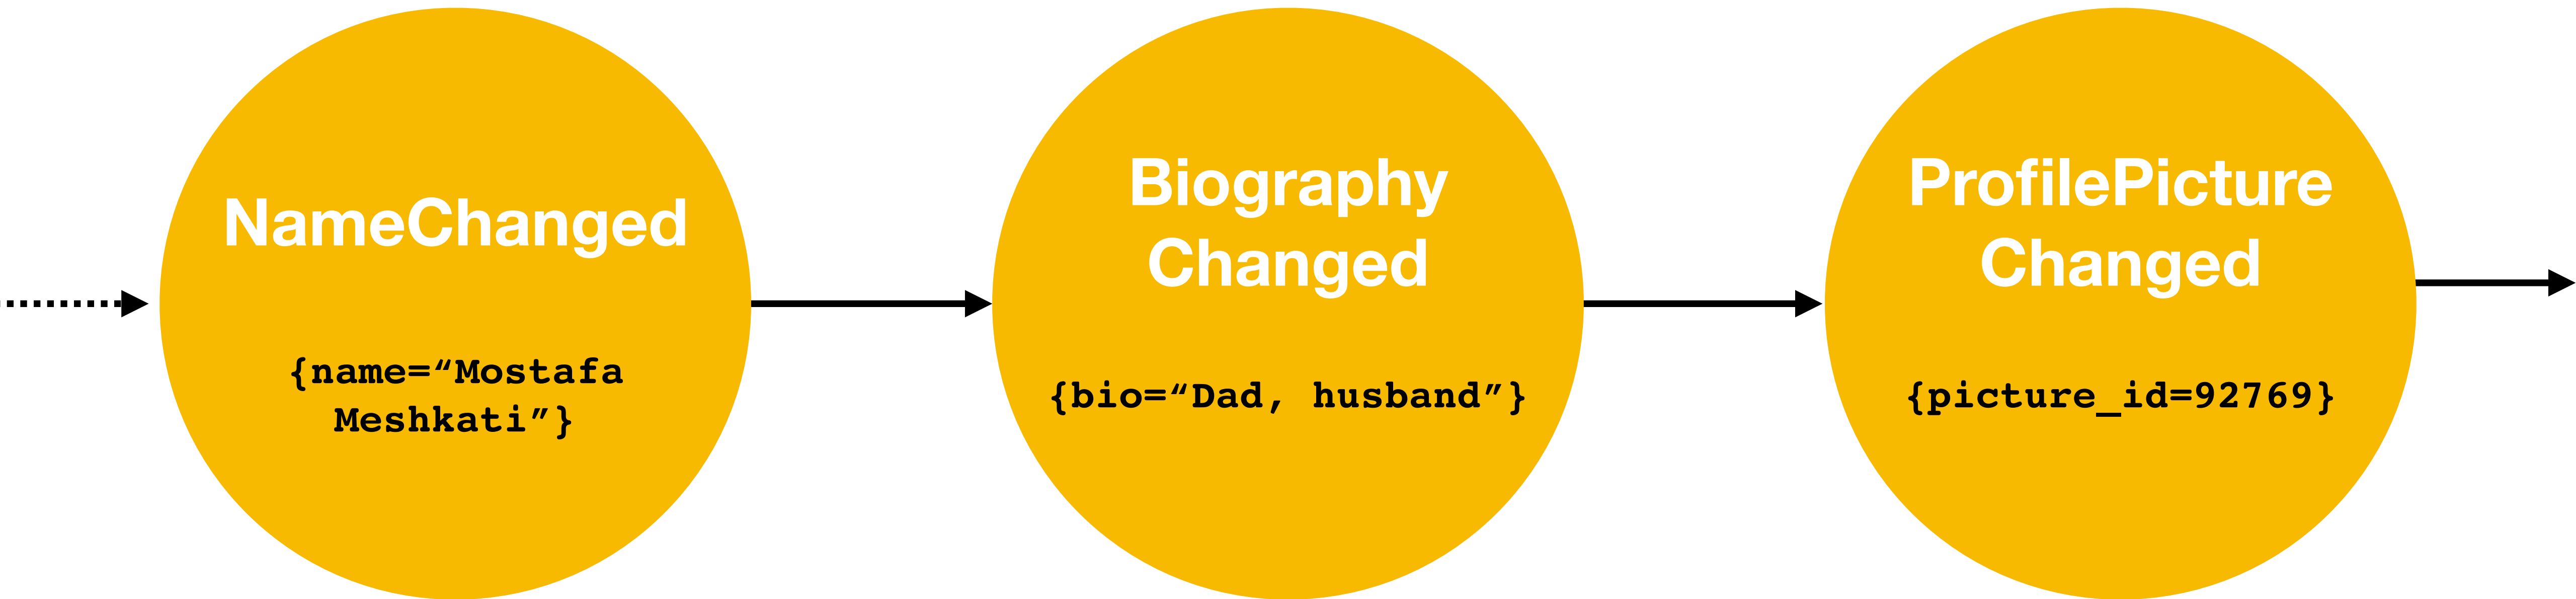 NameChanged
{name=“Mostafa
Meshkati”}
Biography
Changed
{bio=“Dad, husband”}
ProfilePicture
Changed
{picture_id=92769}